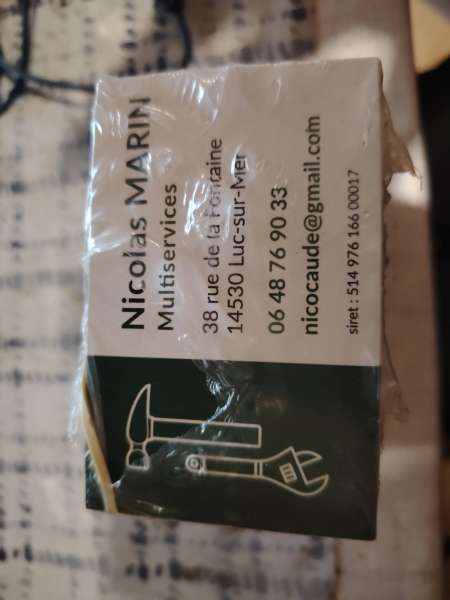 Nicolas MARIN
Multiservices
38 rue de la Fontaine
14530 Luc-sur-Mer
06 48 76 90 33
nicocaude@gmail.com
siret : 514 976 166 00017